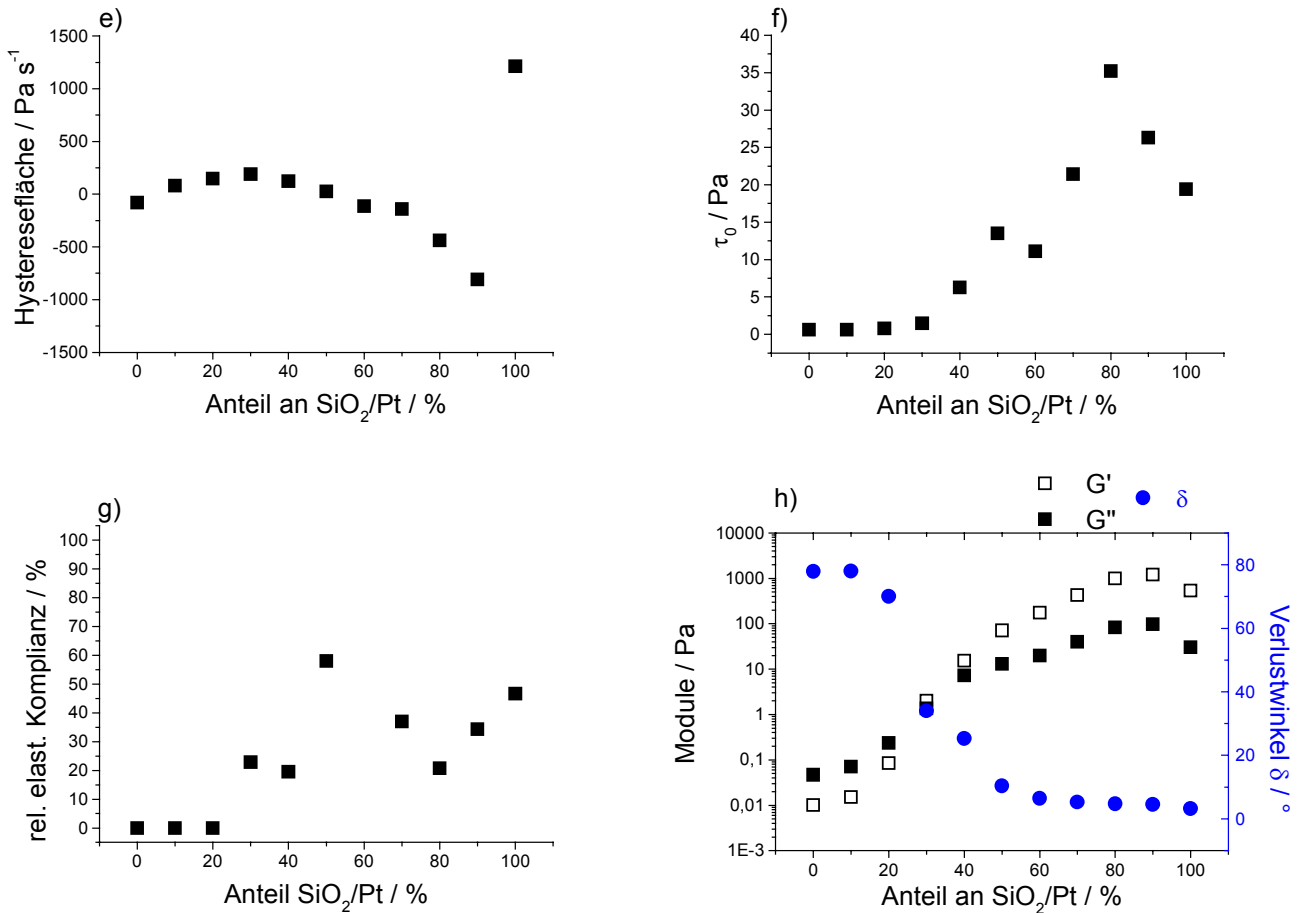 e)
1500
1000
500
0
-500
-1000
-1500
Hysteresefläche / Pa s⁻¹
0 20 40 60 80 100
Anteil an SiO₂/Pt / %
f)
40
35
30
25
20
15
10
5
0
τ₀ / Pa
0 20 40 60 80 100
Anteil an SiO₂/Pt / %
g)
100
90
80
70
60
50
40
30
20
10
0
rel. elast. Komplianz / %
0 20 40 60 80 100
Anteil SiO₂/Pt / %
h)
G' δ
G''
10000
1000
100
10
1
0,1
0,01
1E-3
Module / Pa
80
60
40
20
0
Verlustwinkel δ / °
0 20 40 60 80 100
Anteil an SiO₂/Pt / %